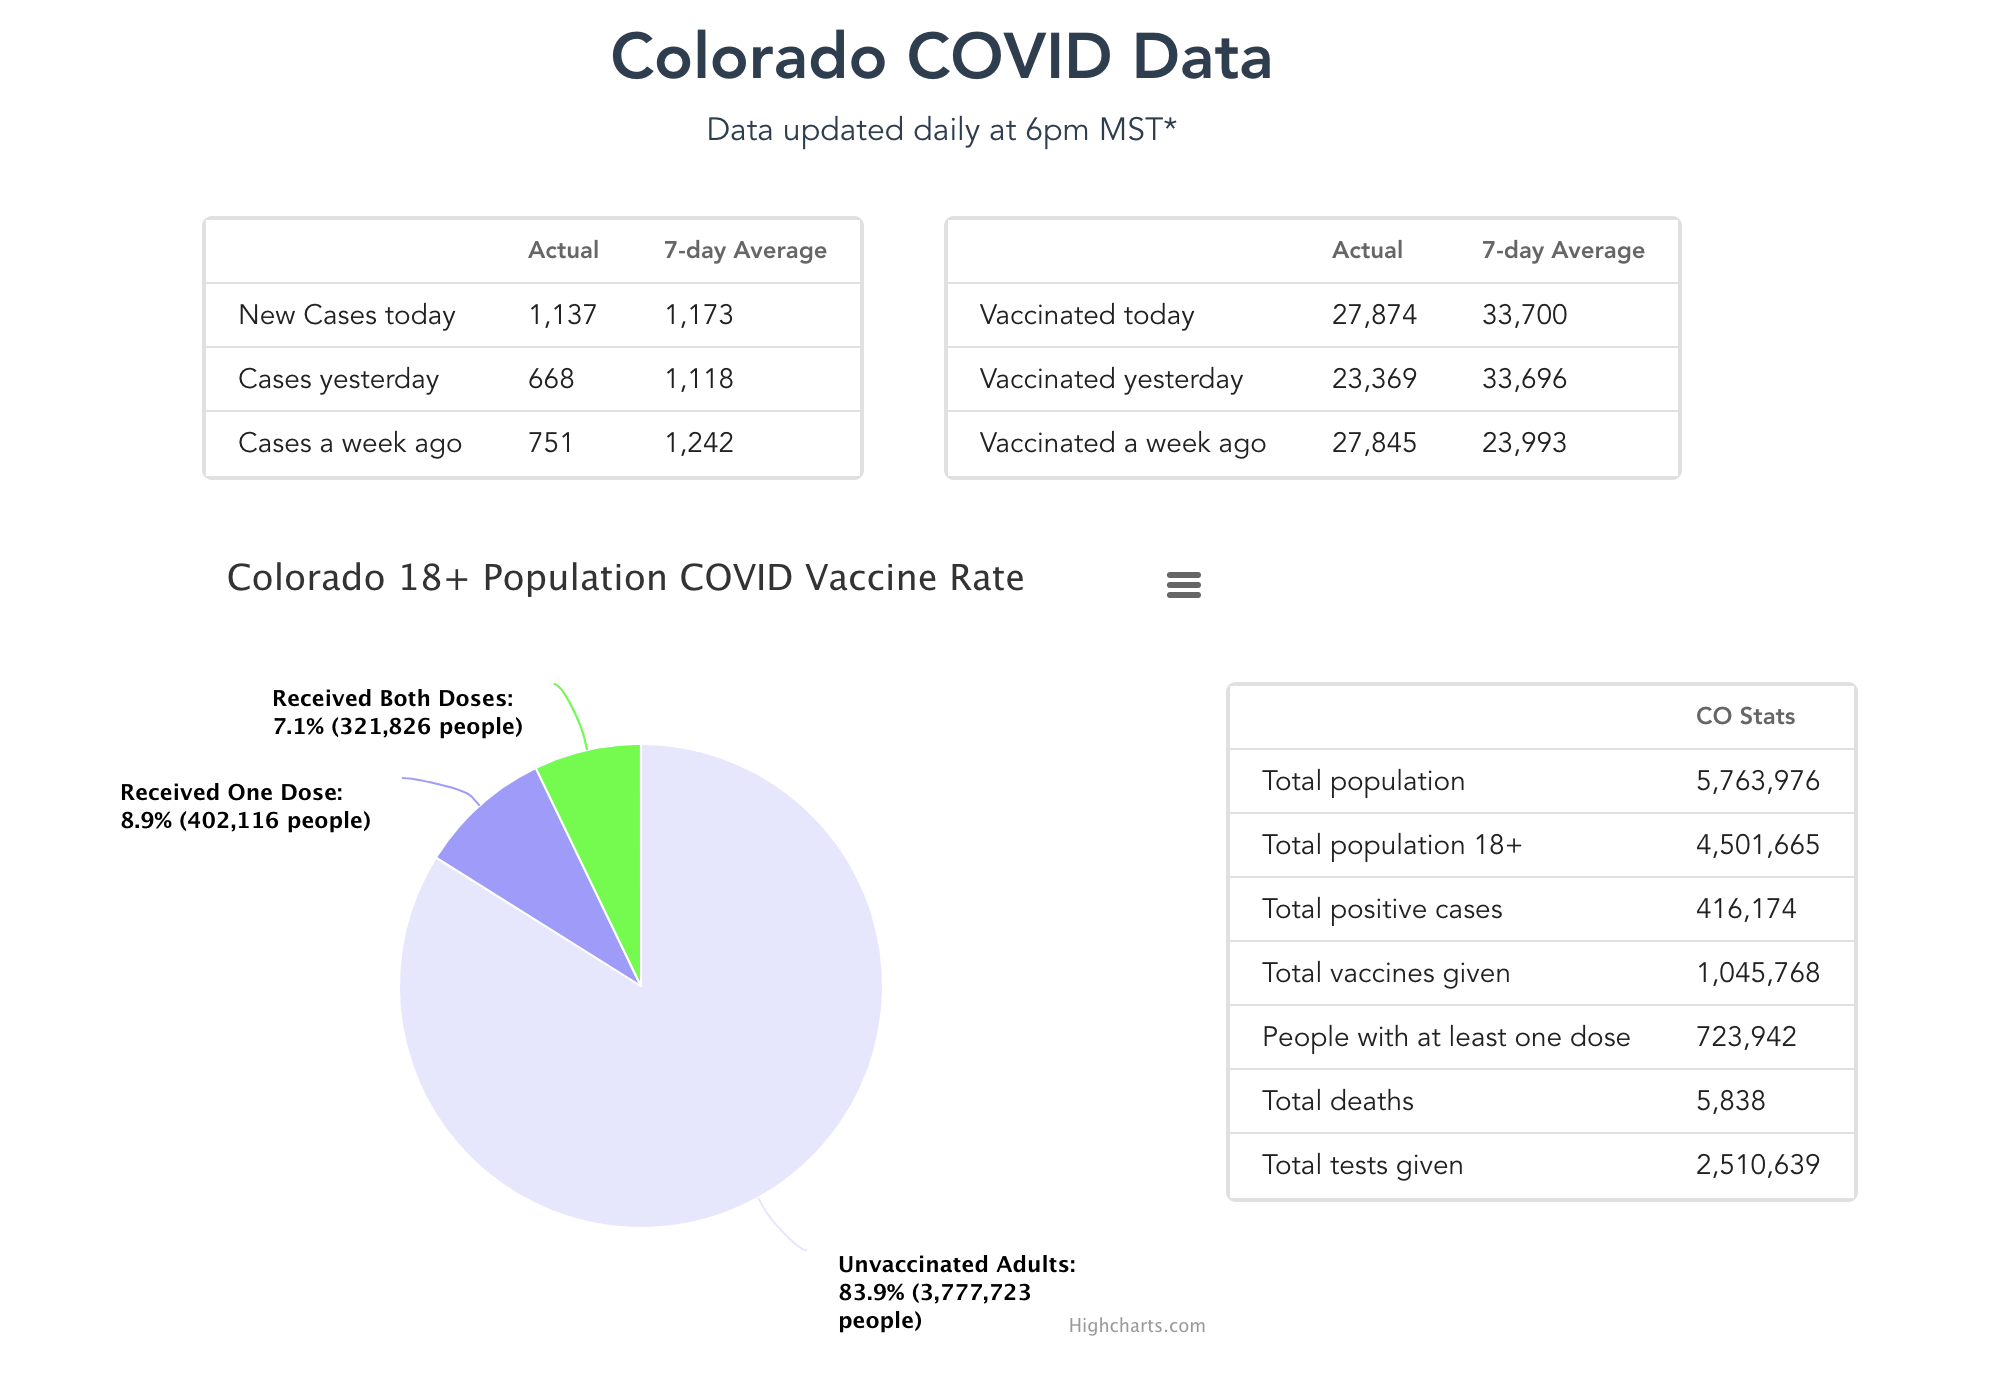 Colorado COVID Data
Data updated daily at 6pm MST*
Actual 7-day Average
New Cases today 1,137 1,173
Cases yesterday 668 1,118
Cases a week ago 751 1,242
Actual 7-day Average
Vaccinated today 27,874 33,700
Vaccinated yesterday 23,369 33,696
Vaccinated a week ago 27,845 23,993
Colorado 18+ Population COVID Vaccine Rate
Received Both Doses:
7.1% (321,826 people)
Received One Dose:
8.9% (402,116 people)
Unvaccinated Adults:
83.9% (3,777,723
people)
Highcharts.com
CO Stats
Total population 5,763,976
Total population 18+ 4,501,665
Total positive cases 416,174
Total vaccines given 1,045,768
People with at least one dose 723,942
Total deaths 5,838
Total tests given 2,510,639